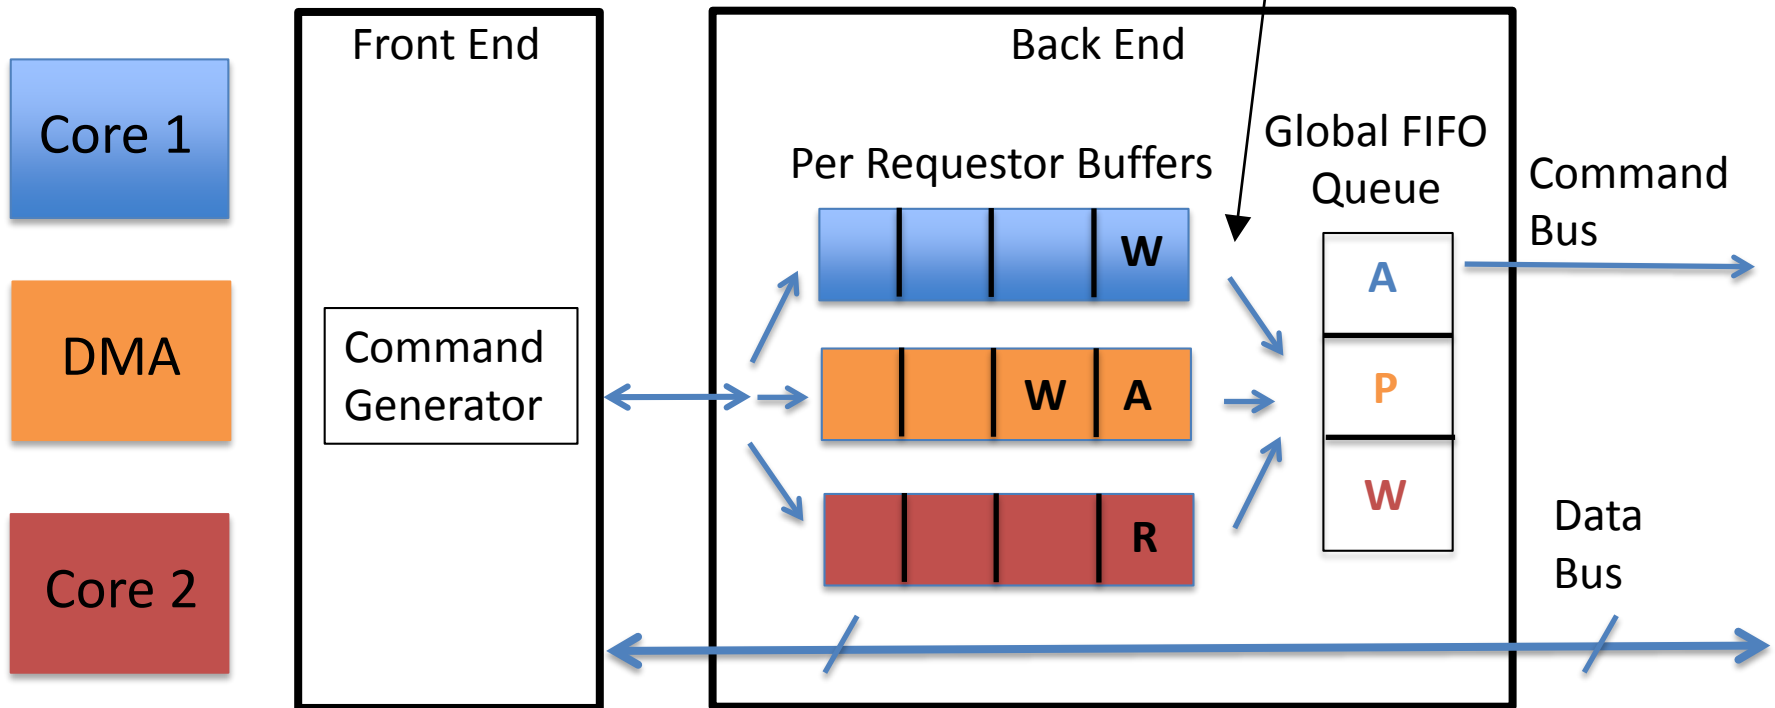 Front End
Back End
Core 1
Global FIFO
Queue
Per Requestor Buffers
Command
Bus
W
A
DMA
Command
Generator
W A
P
Core 2
R
W
Data
Bus